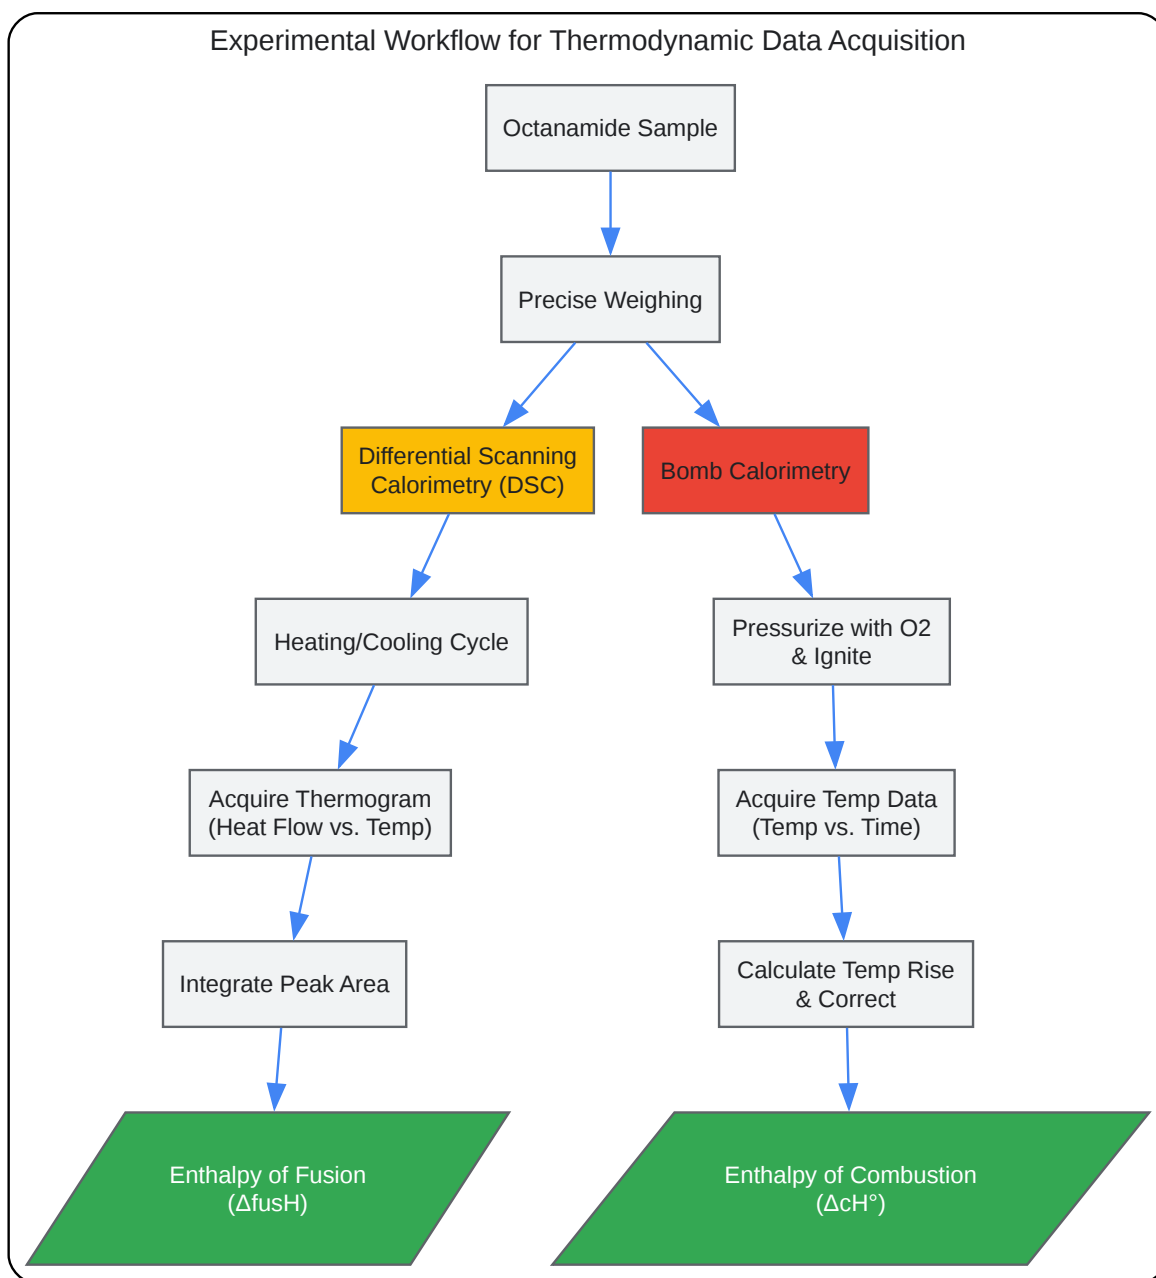 Experimental Workflow for Thermodynamic Data Acquisition
Octanamide Sample
Precise Weighing
Differential Scanning
Calorimetry (DSC)
Bomb Calorimetry
Heating/Cooling Cycle
Pressurize with O2
& Ignite
Acquire Thermogram
(Heat Flow vs. Temp)
Acquire Temp Data
(Temp vs. Time)
Integrate Peak Area
Calculate Temp Rise
& Correct
Enthalpy of Fusion
(ΔfusH)
Enthalpy of Combustion
(ΔcH°)